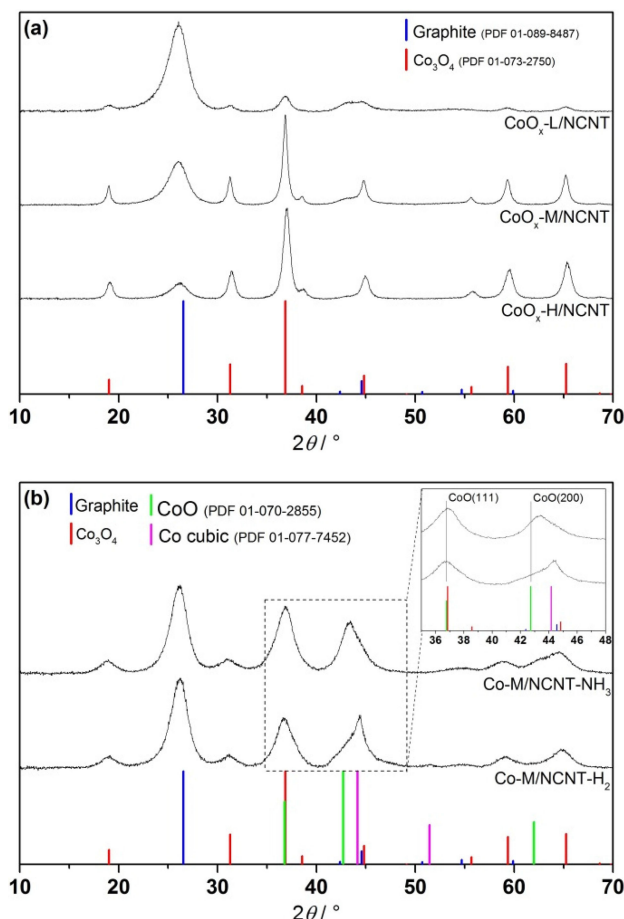 (a)
Graphite (PDF 01-089-8487)
Co₃O₄ (PDF 01-073-2750)
CoOₓ-L/NCNT
CoOₓ-M/NCNT
CoOₓ-H/NCNT
10 20 30 40 50 60 70
2θ / °
(b)
Graphite CoO (PDF 01-070-2855)
Co₃O₄ Co cubic (PDF 01-077-7452)
CoO(111) CoO(200)
36 38 40 42 44 46 48
Co-M/NCNT-NH₃
Co-M/NCNT-H₂
10 20 30 40 50 60 70
2θ / °